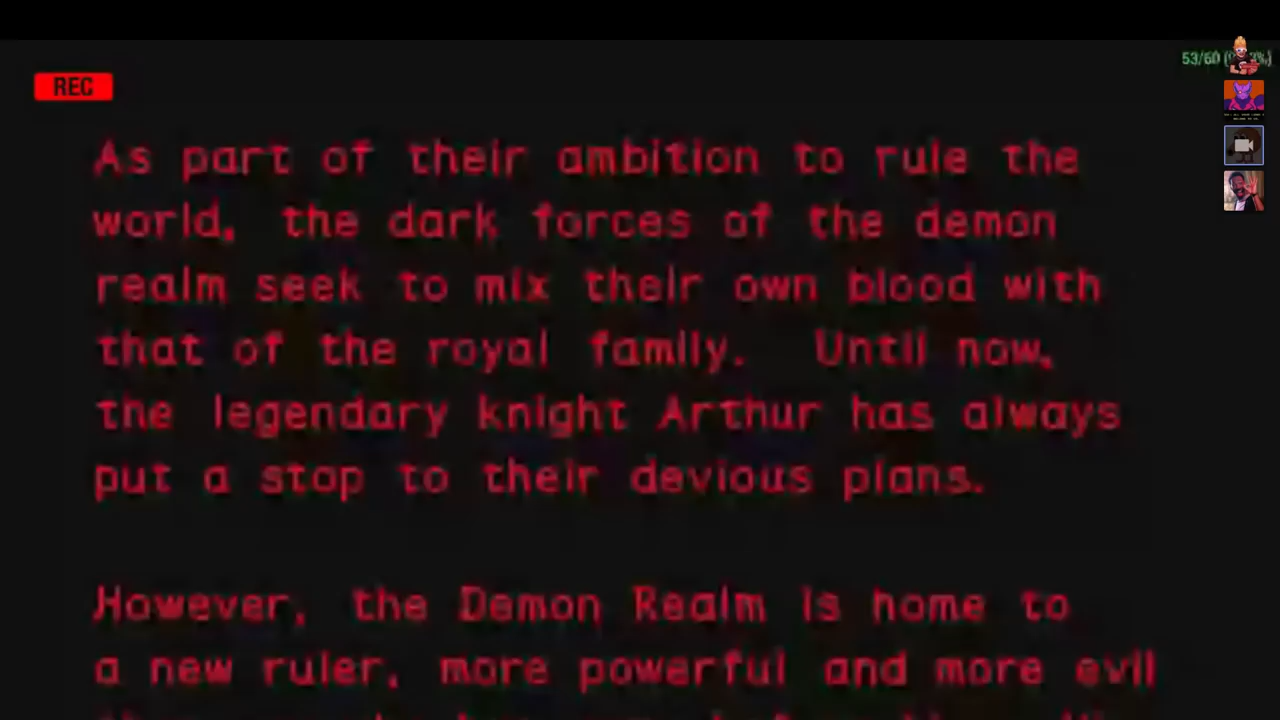 53/60
REC
As part of their ambition to rule the
world, the dark forces of the demon
realm seek to mix their own blood with
that of the royal family. Until now,
the legendary knight Arthur has always
put a stop to their devious plans.
However, the Demon Realm is home to
a new ruler, more powerful and more evil